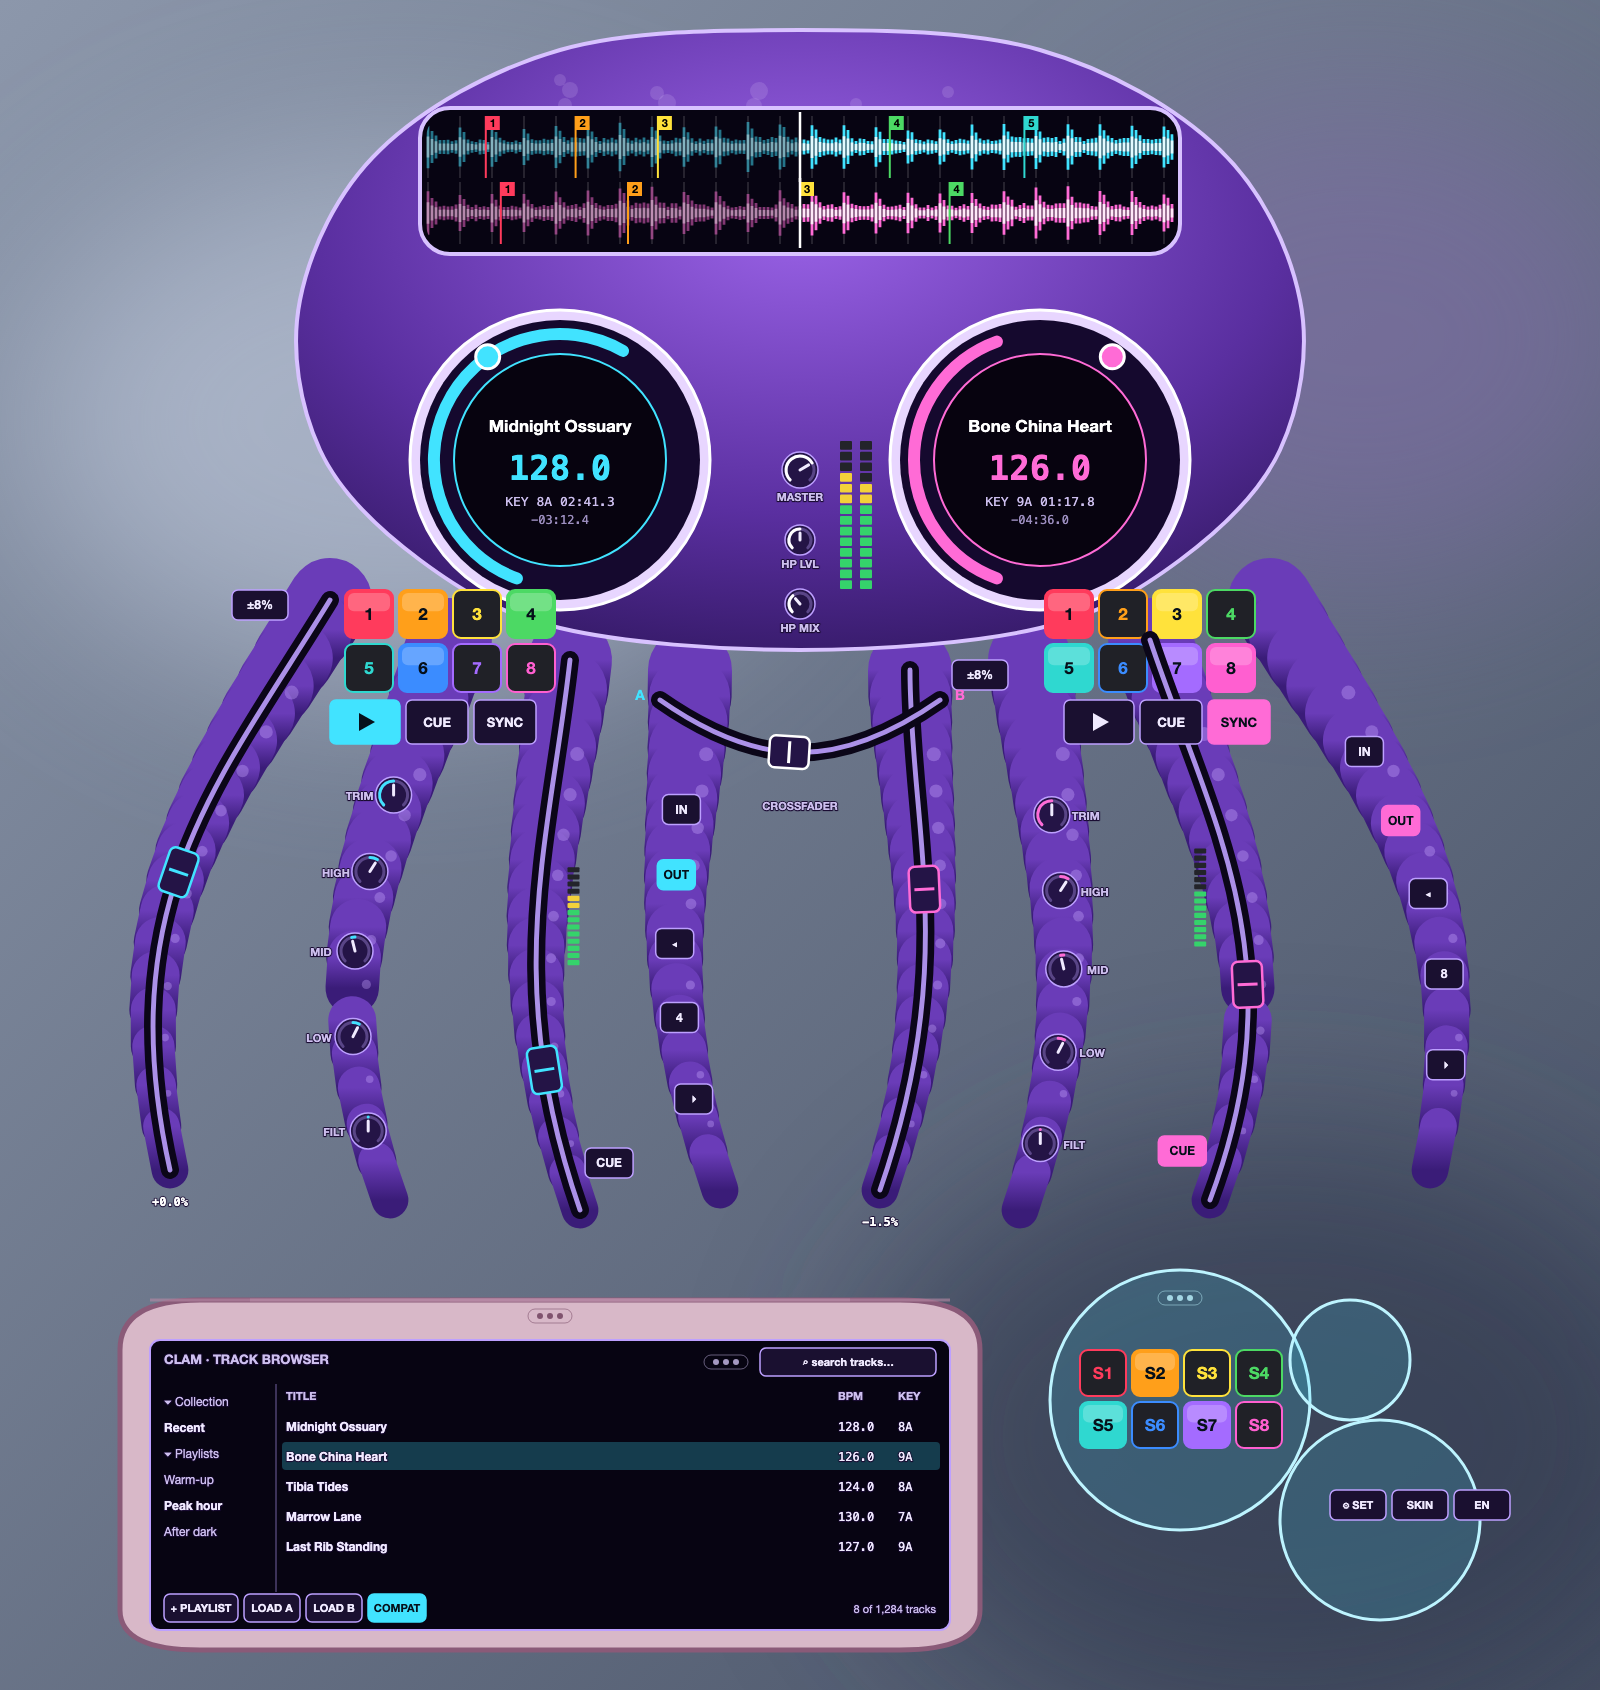 1 2 3 4 5
1 2 3 4
Midnight Ossuary
128.0
KEY 8A 02:41.3
−03:12.4
MASTER
HP LVL
HP MIX
Bone China Heart
126.0
KEY 9A 01:17.8
−04:36.0
±8%
1 2 3 4
5 6 7 8
CUE SYNC
A B
CROSSFADER
±8%
1 2 3 4
5 6 7 8
CUE SYNC
TRIM
HIGH
MID
LOW
FILT
+0.0%
CUE
IN
OUT
4
−1.5%
TRIM
HIGH
MID
LOW
FILT
CUE
IN
OUT
8
CLAM · TRACK BROWSER
search tracks...
Collection
Recent
Playlists
Warm-up
Peak hour
After dark
TITLE BPM KEY
Midnight Ossuary 128.0 8A
Bone China Heart 126.0 9A
Tibia Tides 124.0 8A
Marrow Lane 130.0 7A
Last Rib Standing 127.0 9A
+ PLAYLIST LOAD A LOAD B COMPAT
8 of 1,284 tracks
S1 S2 S3 S4
S5 S6 S7 S8
SET SKIN EN